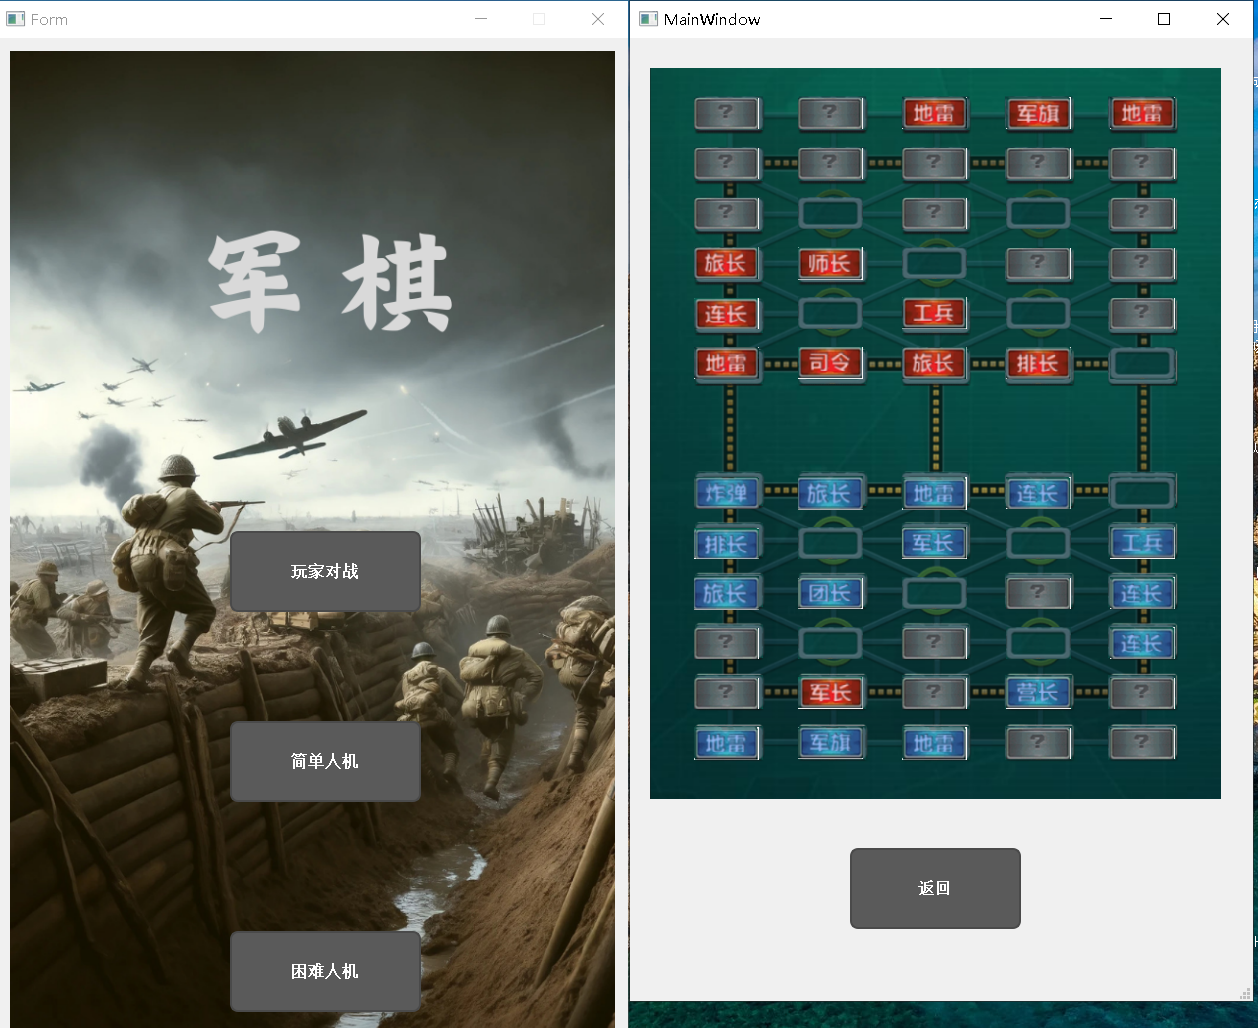 Form
军棋
玩家对战
简单人机
困难人机
MainWindow
? ? 地雷 军旗 地雷
? ? ? ? ?
? ? ?
旅长 师长 ? ?
连长 工兵 ?
地雷 司令 旅长 排长
炸弹 旅长 地雷 连长
排长 军长 工兵
旅长 团长 ? 连长
? ? 连长
? 军长 ? 营长 ?
地雷 军旗 地雷 ? ?
返回